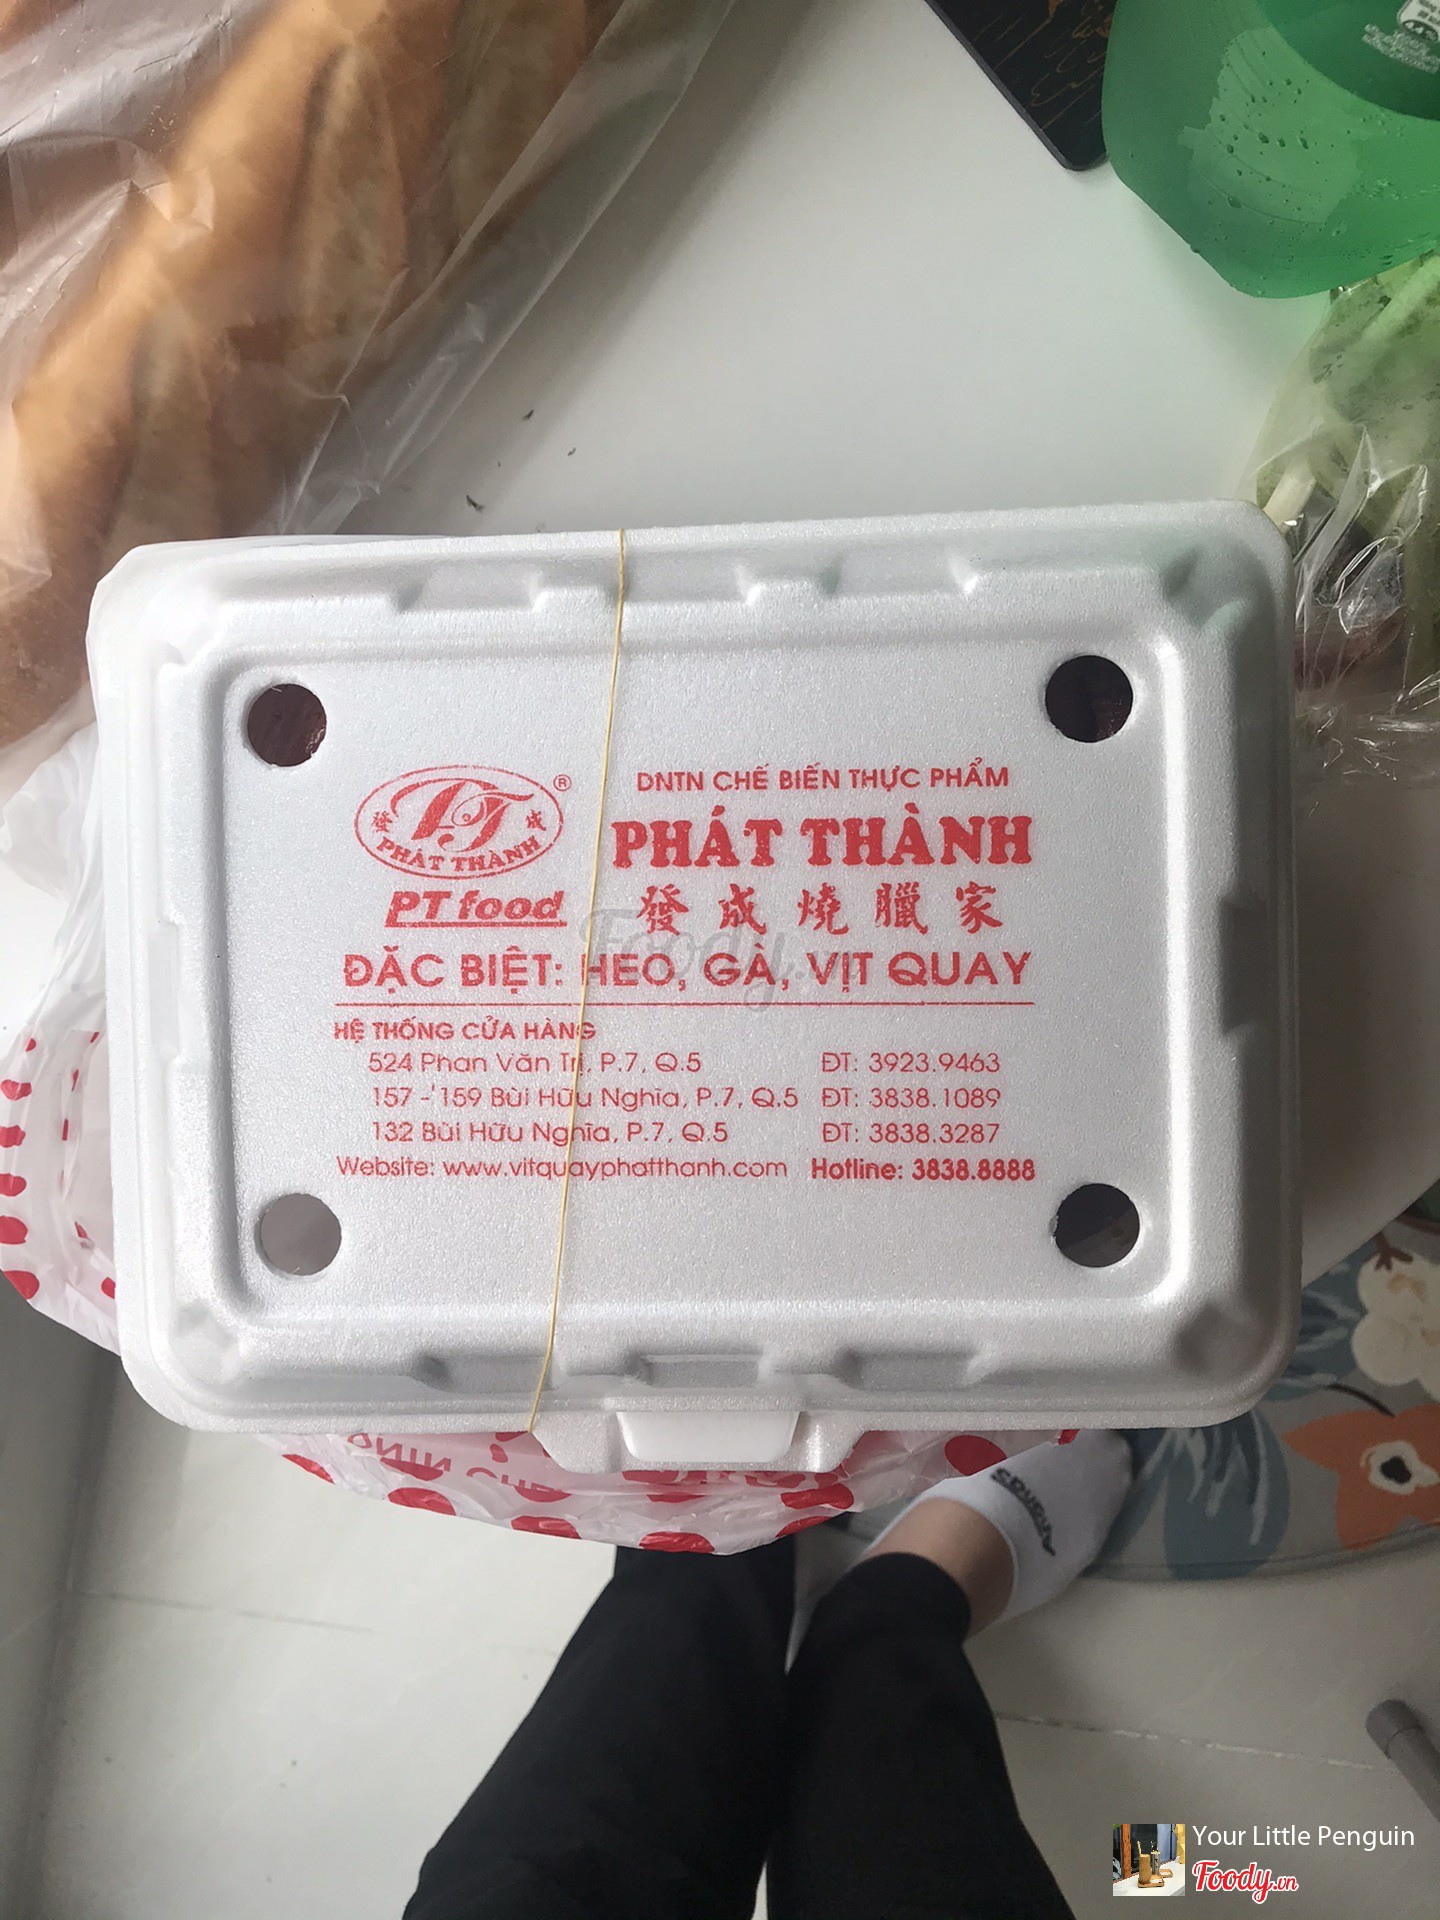 DNTN CHẾ BIẾN THỰC PHẨM
PT ®
發 成
PHÁT THÀNH
PHÁT THÀNH
PT food
發成燒臘家
ĐẶC BIỆT: HEO, GÀ, VỊT QUAY
HỆ THỐNG CỬA HÀNG
524 Phan Văn Trị, P.7, Q.5 ĐT: 3923.9463
157 - 159 Bùi Hữu Nghĩa, P.7, Q.5 ĐT: 3838.1089
132 Bùi Hữu Nghĩa, P.7, Q.5 ĐT: 3838.3287
Website: www.vitquayphatthanh.com Hotline: 3838.8888
Foody.vn
Your Little Penguin
Foody.vn